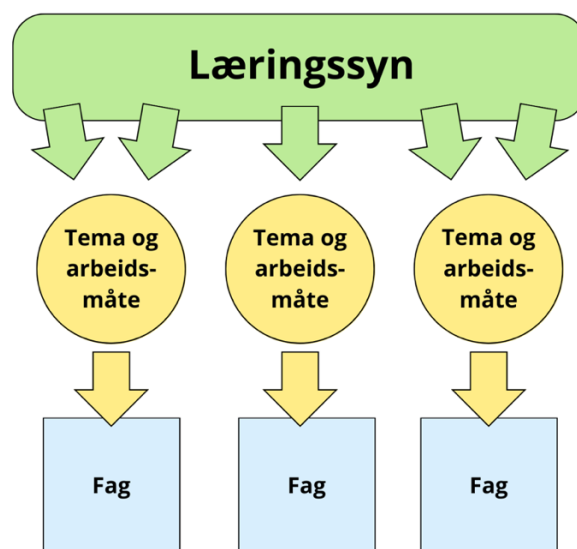 Læringssyn
Tema og
arbeids-
måte
Tema og
arbeids-
måte
Tema og
arbeids-
måte
Fag
Fag
Fag